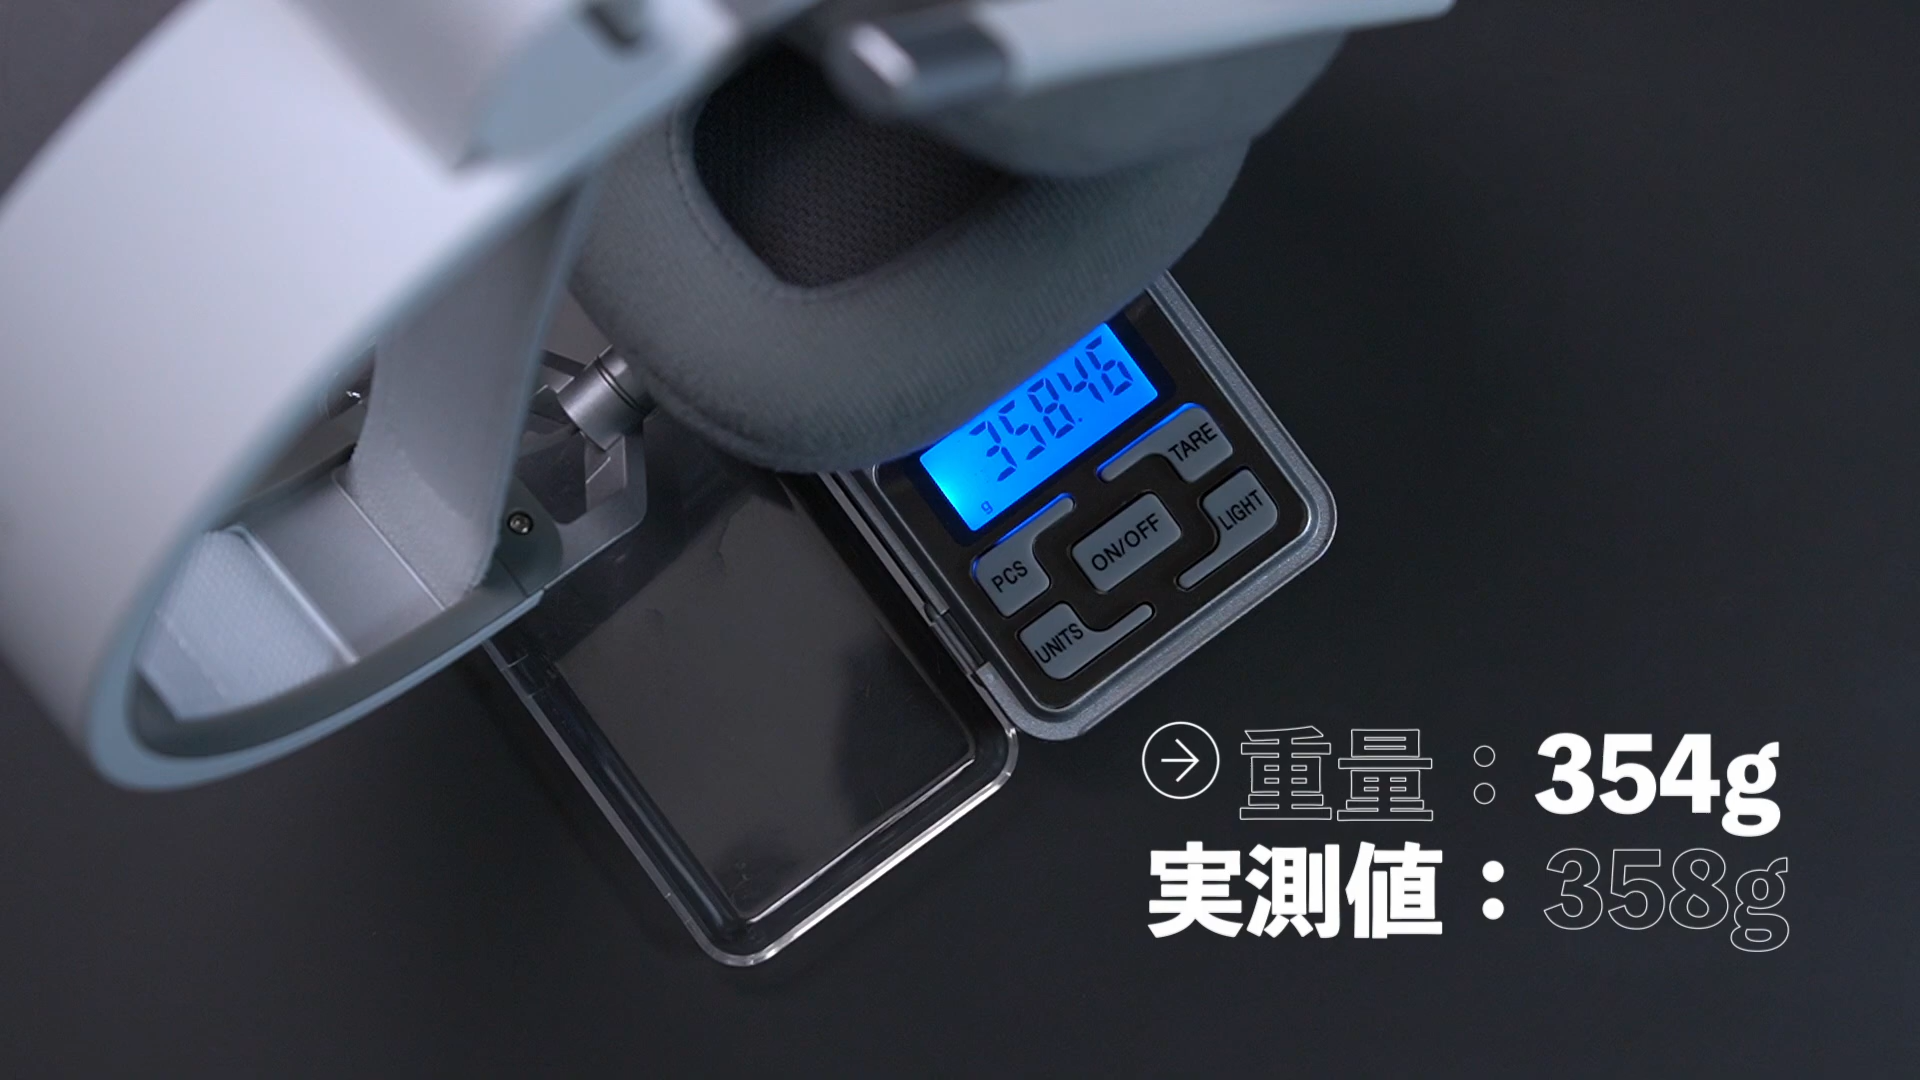 358.46
g
TARE
PCS
ON/OFF
LIGHT
UNITS
重量：354g
実測値：358g